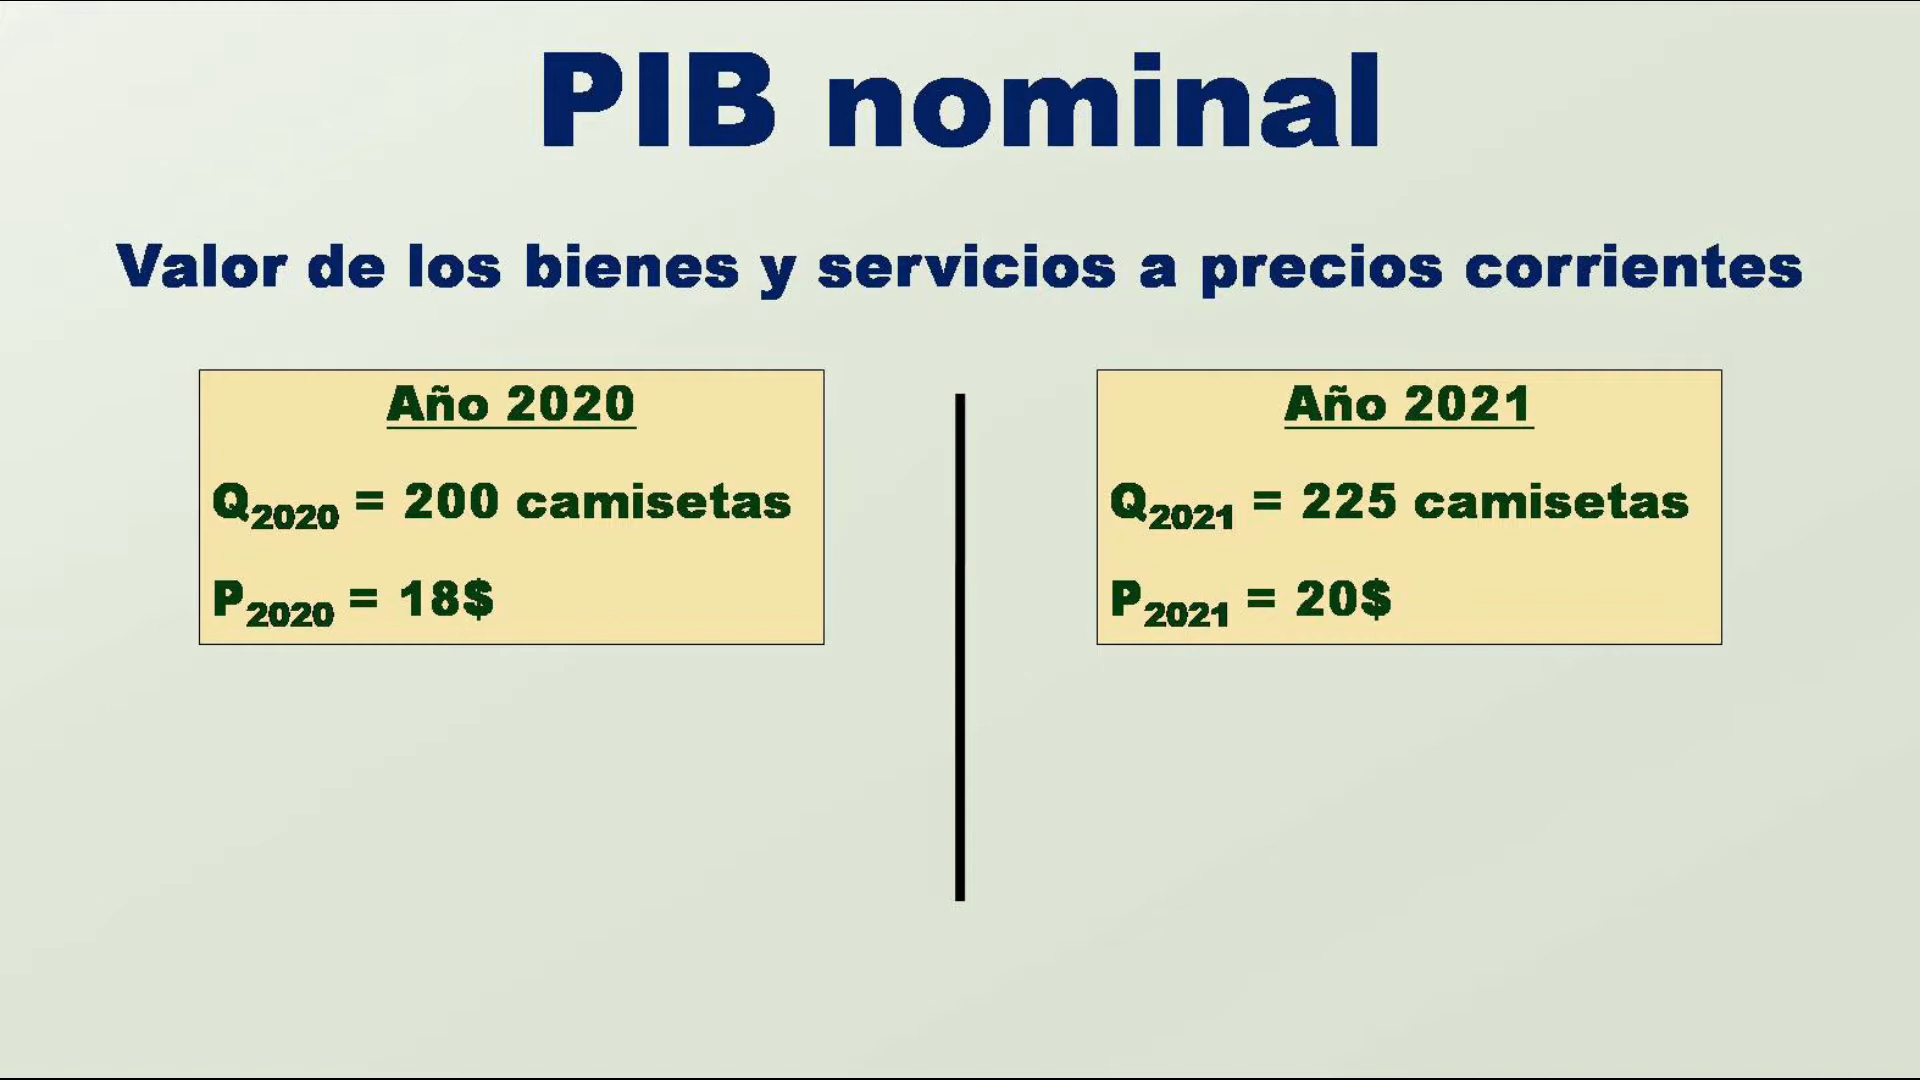 PIB nominal
Valor de los bienes y servicios a precios corrientes
Año 2020
Q2020 = 200 camisetas
P2020 = 18$
Año 2021
Q2021 = 225 camisetas
P2021 = 20$